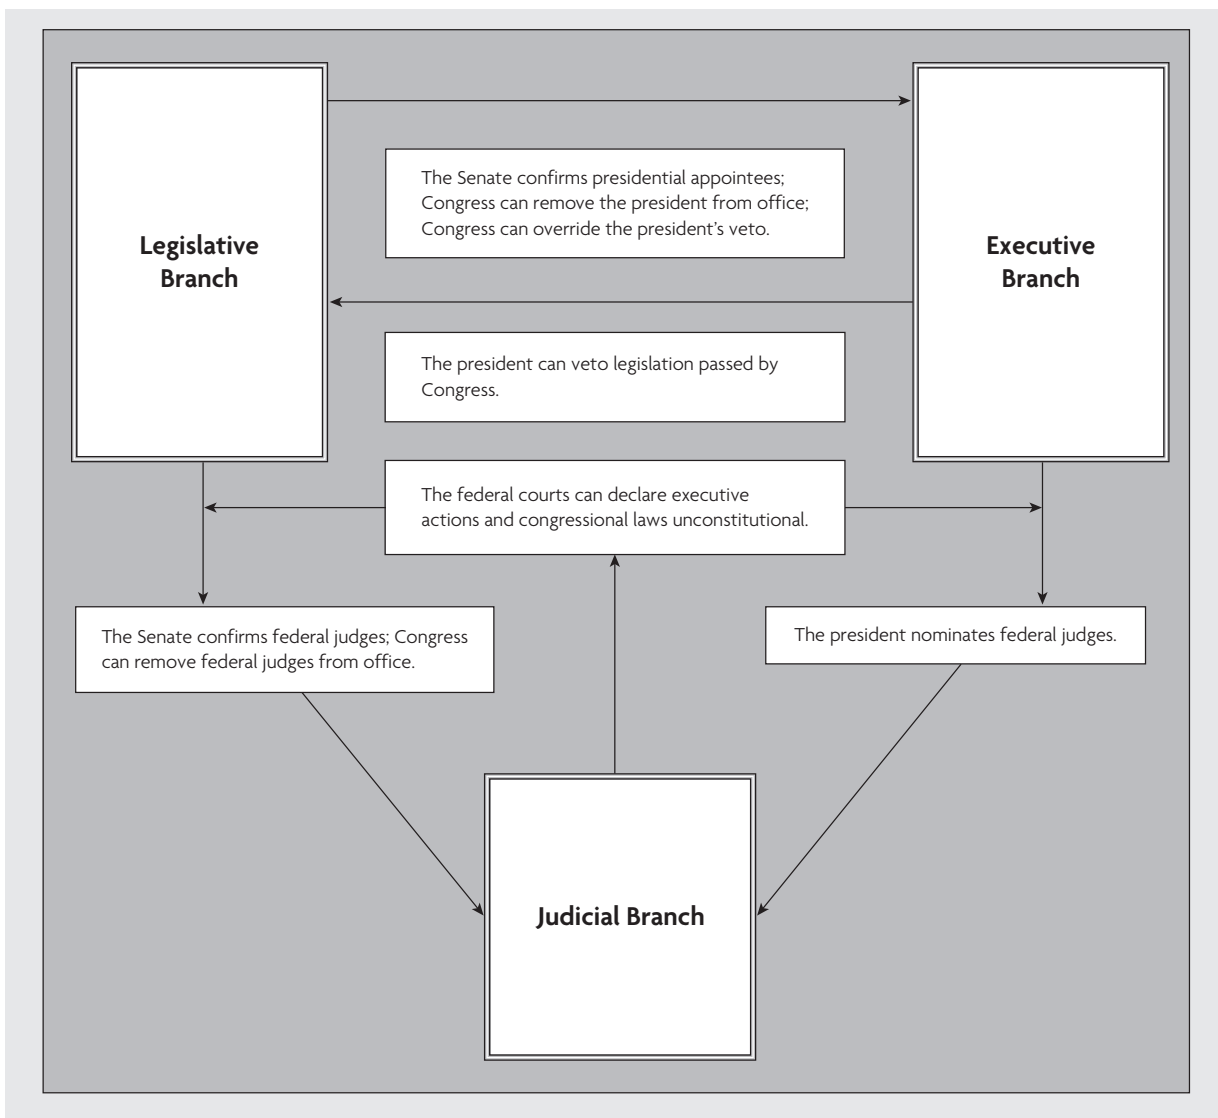 Legislative
Branch
Executive
Branch
The Senate confirms presidential appointees;
Congress can remove the president from office;
Congress can override the president’s veto.
The president can veto legislation passed by
Congress.
The federal courts can declare executive
actions and congressional laws unconstitutional.
The Senate confirms federal judges; Congress
can remove federal judges from office.
The president nominates federal judges.
Judicial Branch